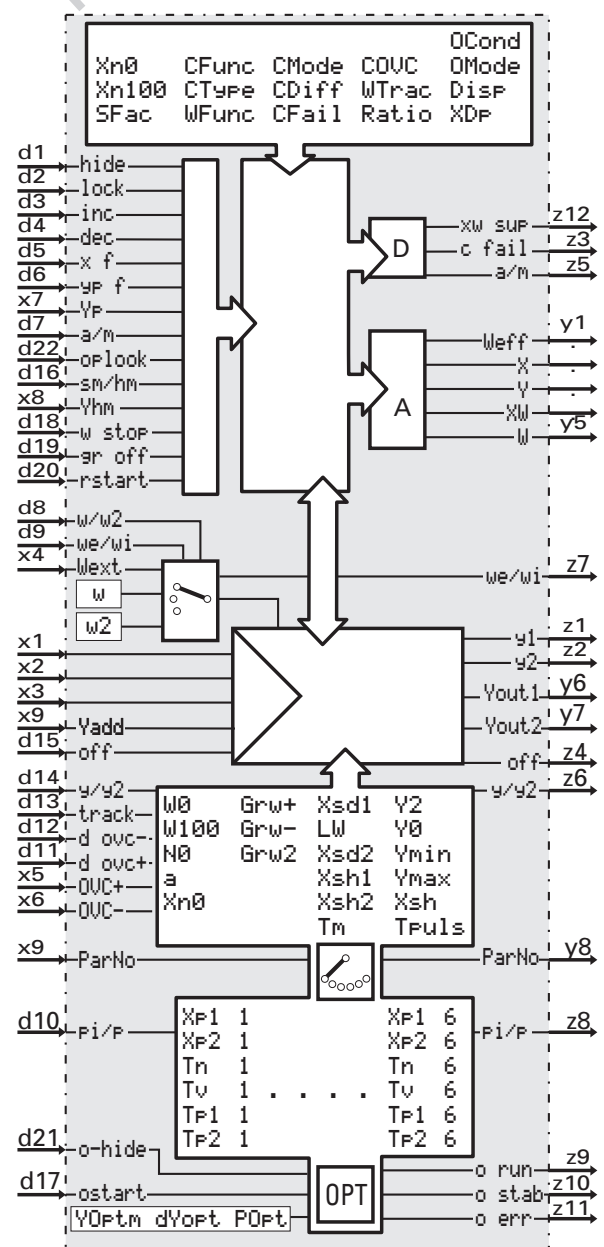 OCond
Xn0 CFunc CMode COVC OMode
Xn100 CType CDiff WTrac Disp
SFac WFunc CFail Ratio XDp
d1 hide
d2 lock
d3 inc
d4 dec
d5 x f
d6 yp f
x7 Yp
d7 a/m
d22 oplook
d16 sm/hm
x8 Yhm
d18 w stop
d19 gr off
d20 rstart
D
xw sup z12
c fail z3
a/m z5
A
Weff y1
X .
Y .
XW .
W y5
d8 w/w2
d9 we/wi
x4 Wext
W
w2
we/wi z7
x1
x2
x3
x9 Yadd
d15 off
y1 z1
y2 z2
Yout1 y6
Yout2 y7
off z4
d14 y/y2
d13 track
d12 d ovc-
d11 d ovc+
x5 OVC+
x6 OVC-
y/y2 z6
W0 Grw+ Xsd1 Y2
W100 Grw- LW Y0
N0 Grw2 Xsd2 Ymin
a Xsh1 Ymax
Xn0 Xsh2 Xsh
Tm Tpuls
x9 ParNo
ParNo y8
d10 pi/p
pi/p z8
Xp1 1 Xp1 6
Xp2 1 Xp2 6
Tn 1 Tn 6
Tv 1 . . . . Tv 6
Tp1 1 Tp1 6
Tp2 1 Tp2 6
d21 o-hide
d17 ostart
YOptm dYopt POpt
OPT
o run z9
o stab z10
o err z11